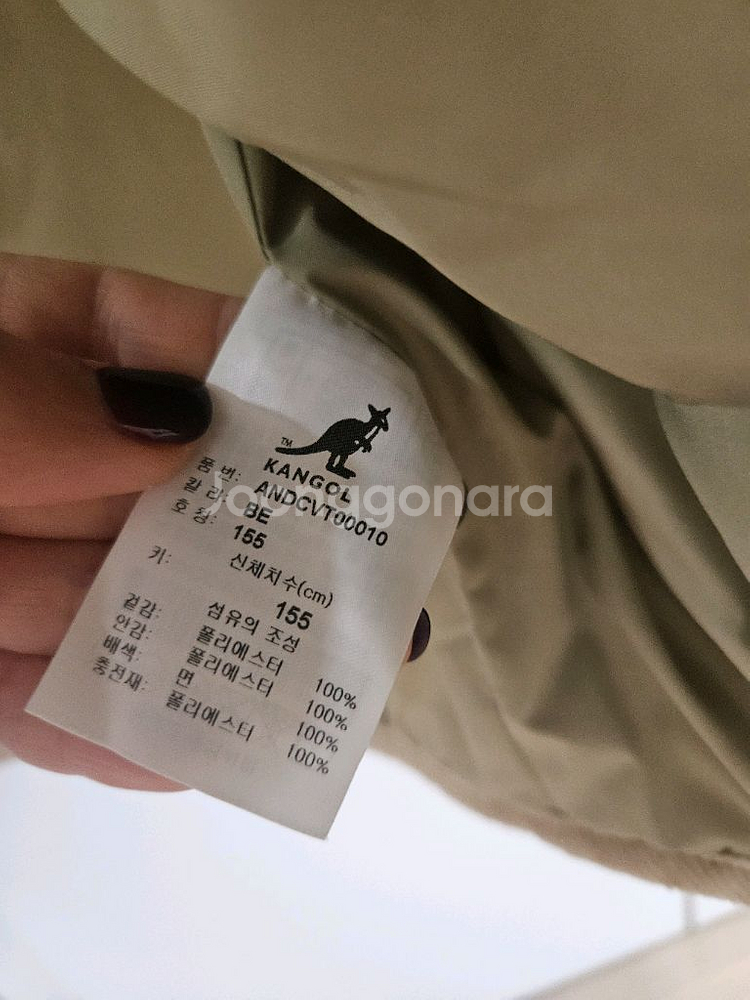 TM
KANGOL
품 번: ANDCVT00010
칼 라: BE
호 칭: 155
신체치수(cm)
키: 155
섬유의 조성
겉감: 폴리에스터 100%
안감: 폴리에스터 100%
배색: 면 100%
충전재: 폴리에스터 100%
Joonagonara